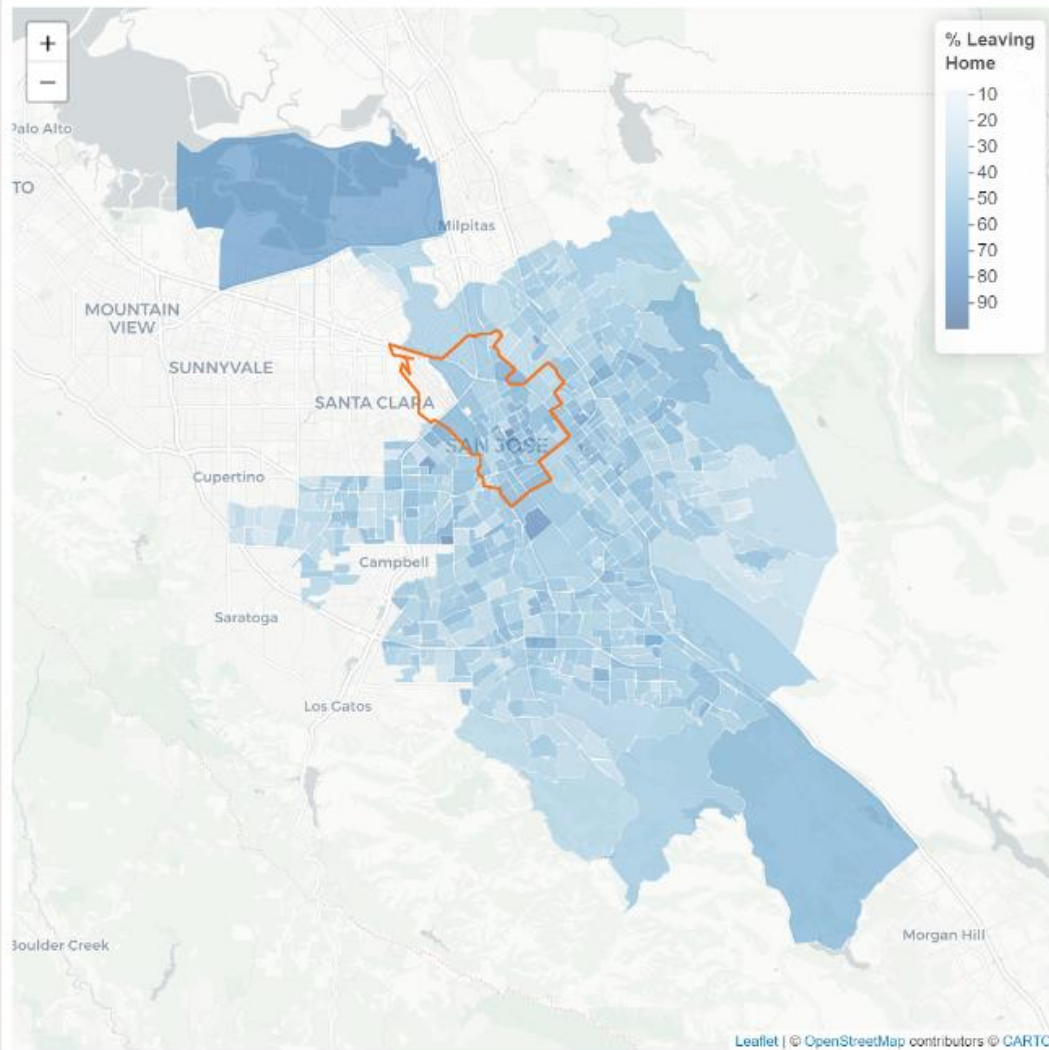 +
−
% Leaving
Home
10
20
30
40
50
60
70
80
90
Palo Alto
TO
Milpitas
MOUNTAIN
VIEW
SUNNYVALE
SANTA CLARA
SAN JOSE
Cupertino
Campbell
Saratoga
Los Gatos
Morgan Hill
Boulder Creek
Leaflet | © OpenStreetMap contributors © CARTO